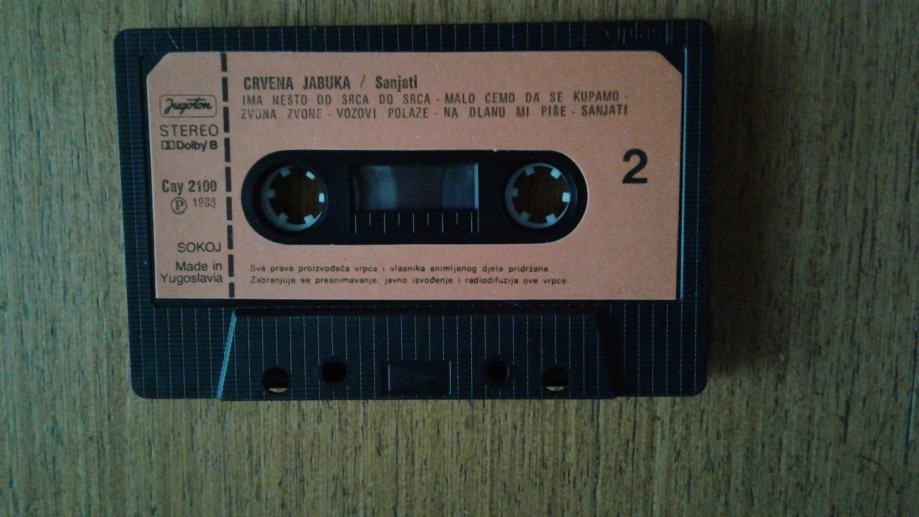 CRVENA JABUKA / Sanjati
IMA NEŠTO OD SRCA DO SRCA - MALO ĆEMO DA SE KUPAMO -
ZVONA ZVONE - VOZOVI POLAZE - NA DLANU MI PIŠE - SANJATI
Jugoton
STEREO
Dolby B
Cay 2100
Ⓟ 1988
SOKOJ
Made in
Yugoslavia
2
Sva prava proizvođača vrpca i vlasnika snimljenog djela pridržana
Zabranjuje se presnimavanje, javno izvođenje i radiodifuzija ove vrpce.